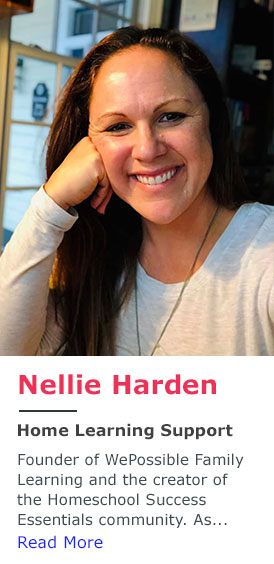 Nellie Harden
Home Learning Support
Founder of WePossible Family
Learning and the creator of
the Homeschool Success
Essentials community. As...
Read More